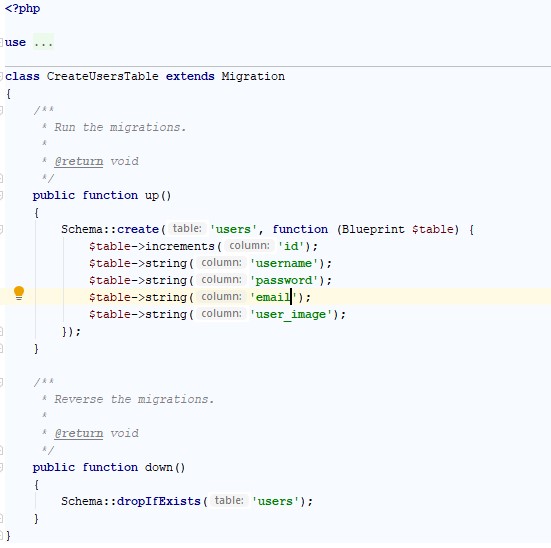 <?php
use ...
class CreateUsersTable extends Migration
{
/**
* Run the migrations.
*
* @return void
*/
public function up()
{
Schema::create( table: 'users', function (Blueprint $table) {
$table->increments( column: 'id');
$table->string( column: 'username');
$table->string( column: 'password');
$table->string( column: 'email');
$table->string( column: 'user_image');
});
}
/**
* Reverse the migrations.
*
* @return void
*/
public function down()
{
Schema::dropIfExists( table: 'users');
}
}